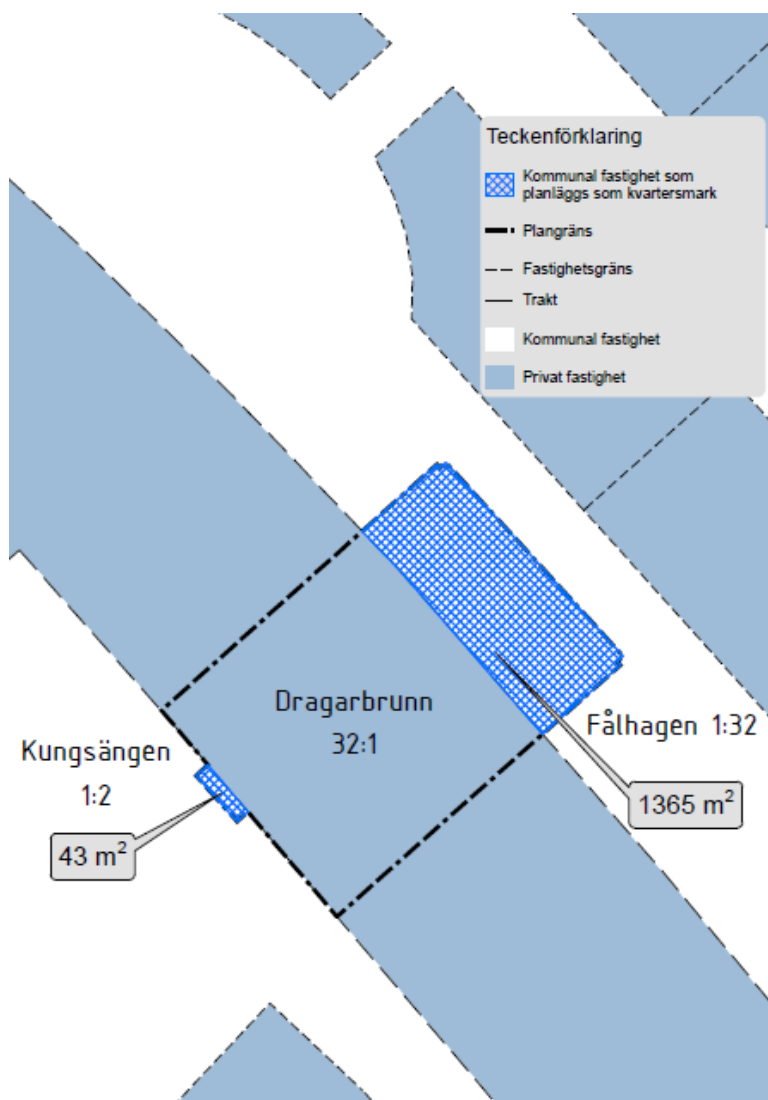 Teckenförklaring
Kommunal fastighet som
planläggs som kvartersmark
Plangräns
Fastighetsgräns
Trakt
Kommunal fastighet
Privat fastighet
Dragarbrunn
32:1
Fålhagen 1:32
Kungsängen
1:2
1365 m²
43 m²